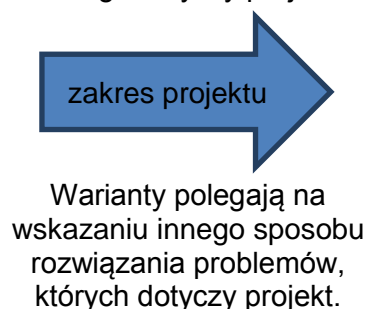 zakres projektu
Warianty polegają na
wskazaniu innego sposobu
rozwiązania problemów,
których dotyczy projekt.